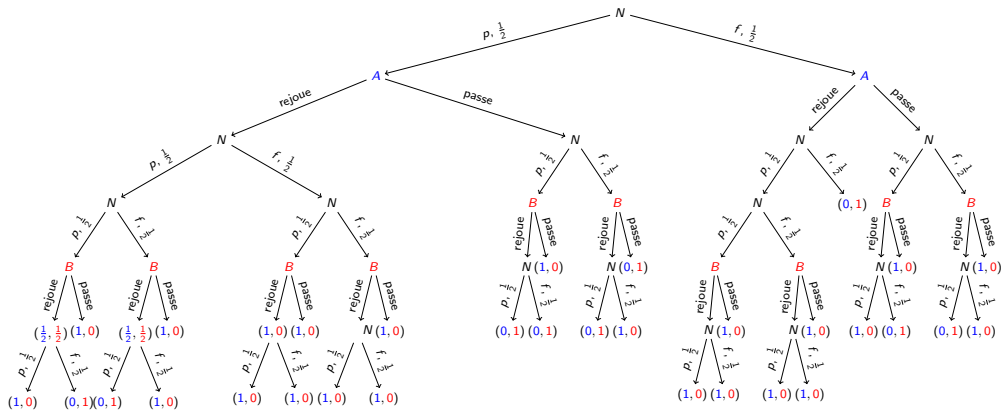 N
p, 1/2 f, 1/2
A A
rejoue passe rejoue passe
N N N N
p, 1/2 f, 1/2 p, 1/2 f, 1/2 p, 1/2 f, 1/2 p, 1/2 f, 1/2
N N B B N (0, 1) B B
p, 1/2 f, 1/2 p, 1/2 f, 1/2 rejoue passe rejoue passe p, 1/2 f, 1/2 rejoue passe rejoue passe
B B B B N (1, 0) N (0, 1) B B N (1, 0) N (1, 0)
rejoue passe rejoue passe rejoue passe rejoue passe p, 1/2 f, 1/2 p, 1/2 f, 1/2 rejoue passe rejoue passe p, 1/2 f, 1/2 p, 1/2 f, 1/2
(1/2, 1/2) (1, 0) (1/2, 1/2) (1, 0) (1, 0) (1, 0) N (1, 0) (0, 1) (0, 1) (0, 1) (1, 0) N (1, 0) N (1, 0) (1, 0) (0, 1) (0, 1) (1, 0)
p, 1/2 f, 1/2 p, 1/2 f, 1/2 p, 1/2 f, 1/2 p, 1/2 f, 1/2 p, 1/2 f, 1/2 p, 1/2 f, 1/2
(1, 0) (0, 1) (0, 1) (1, 0) (1, 0) (1, 0) (1, 0) (1, 0) (1, 0) (1, 0) (1, 0) (1, 0)